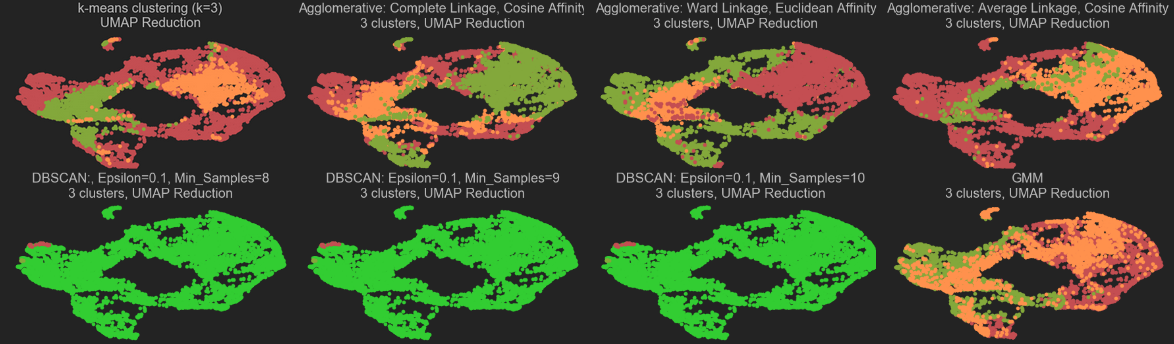 k-means clustering (k=3)
UMAP Reduction
Agglomerative: Complete Linkage, Cosine Affinity
3 clusters, UMAP Reduction
Agglomerative: Ward Linkage, Euclidean Affinity
3 clusters, UMAP Reduction
Agglomerative: Average Linkage, Cosine Affinity
3 clusters, UMAP Reduction
DBSCAN:, Epsilon=0.1, Min_Samples=8
3 clusters, UMAP Reduction
DBSCAN: Epsilon=0.1, Min_Samples=9
3 clusters, UMAP Reduction
DBSCAN: Epsilon=0.1, Min_Samples=10
3 clusters, UMAP Reduction
GMM
3 clusters, UMAP Reduction